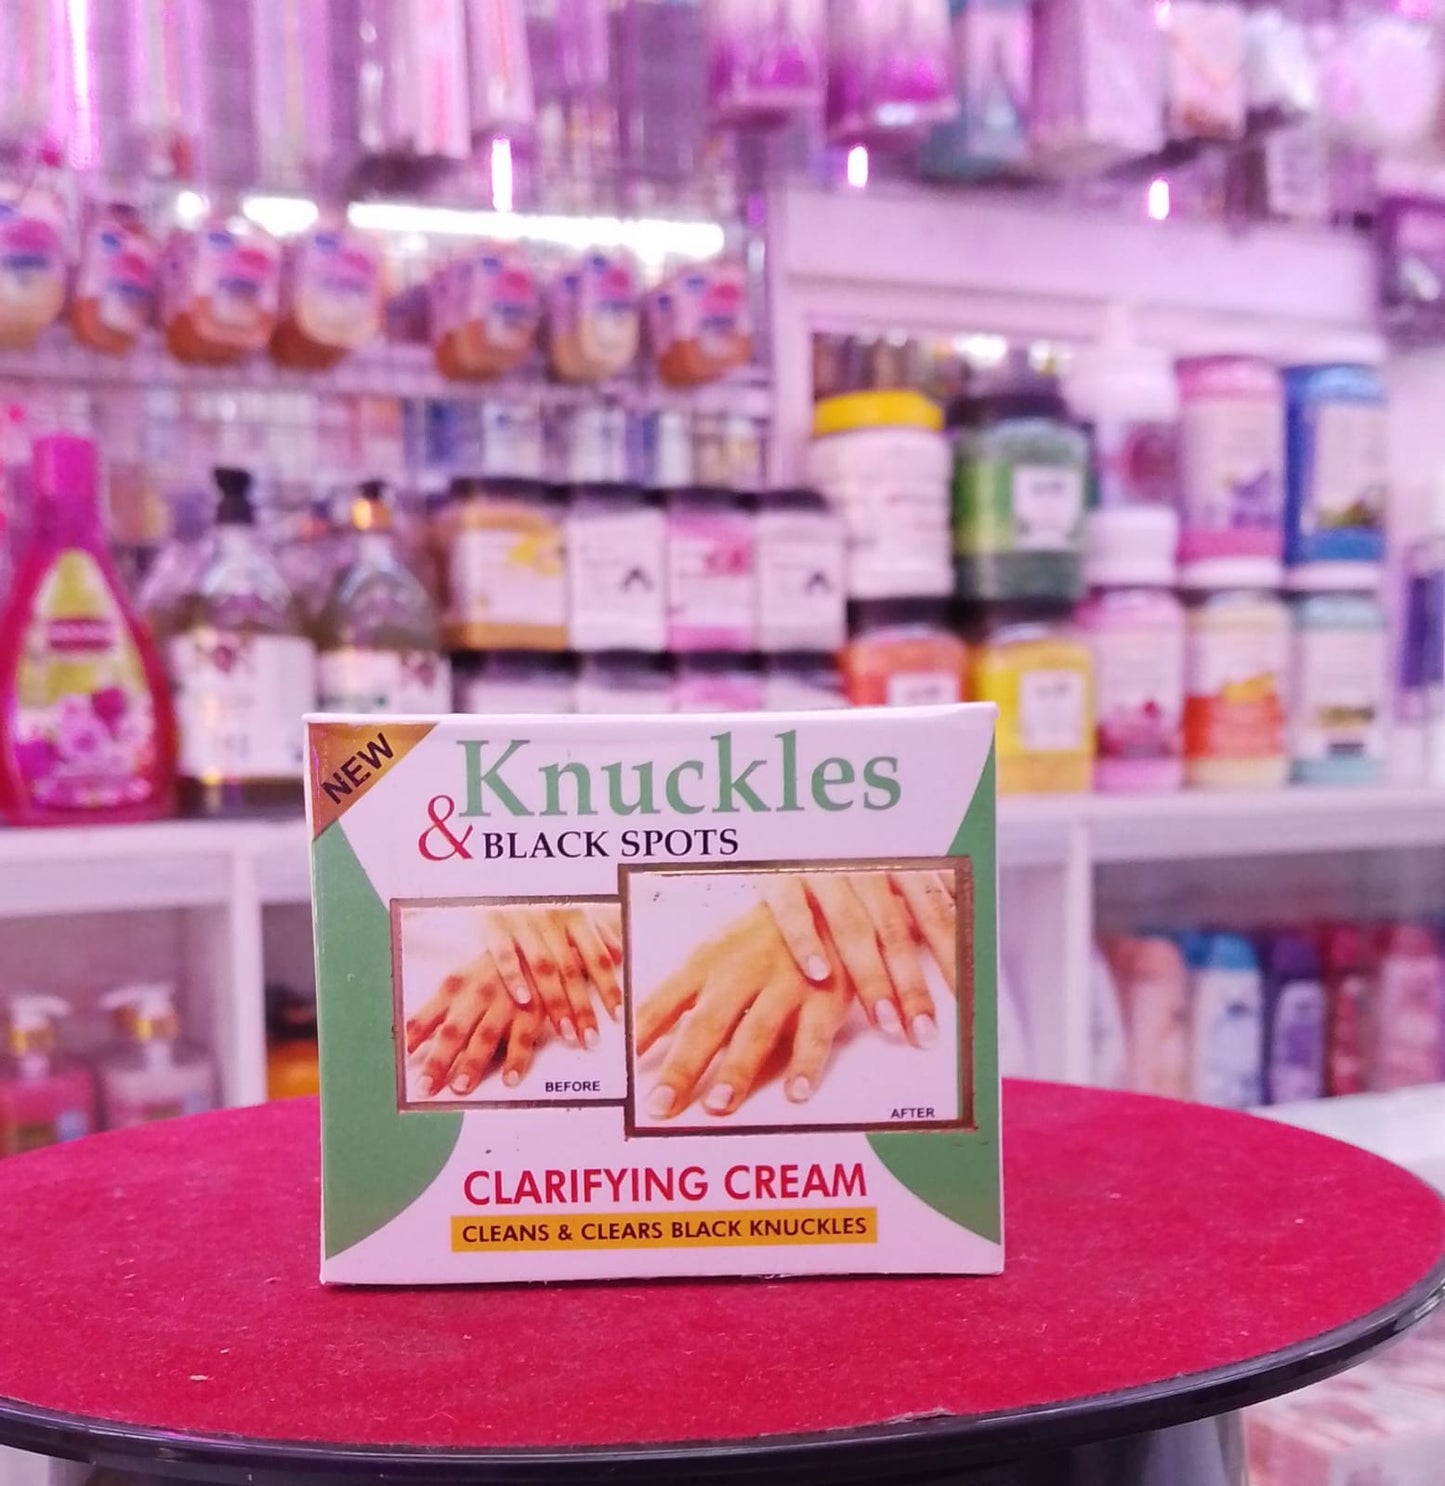 NEW
Knuckles
& BLACK SPOTS
BEFORE
AFTER
CLARIFYING CREAM
CLEANS & CLEARS BLACK KNUCKLES